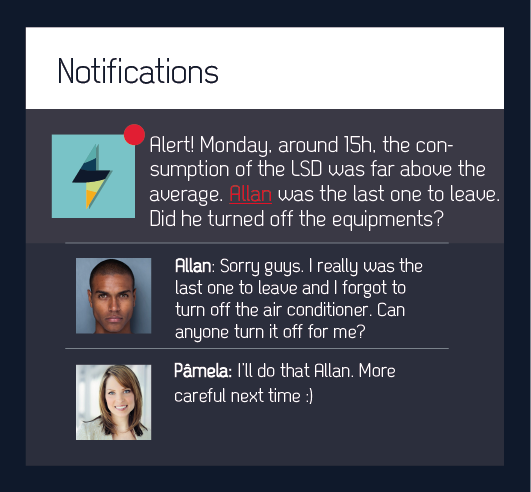 Notifications
Alert! Monday, around 15h, the con-
sumption of the LSD was far above the
average. Allan was the last one to leave.
Did he turned off the equipments?
Allan: Sorry guys. I really was the
last one to leave and I forgot to
turn off the air conditioner. Can
anyone turn it off for me?
Pâmela: I'll do that Allan. More
careful next time :)